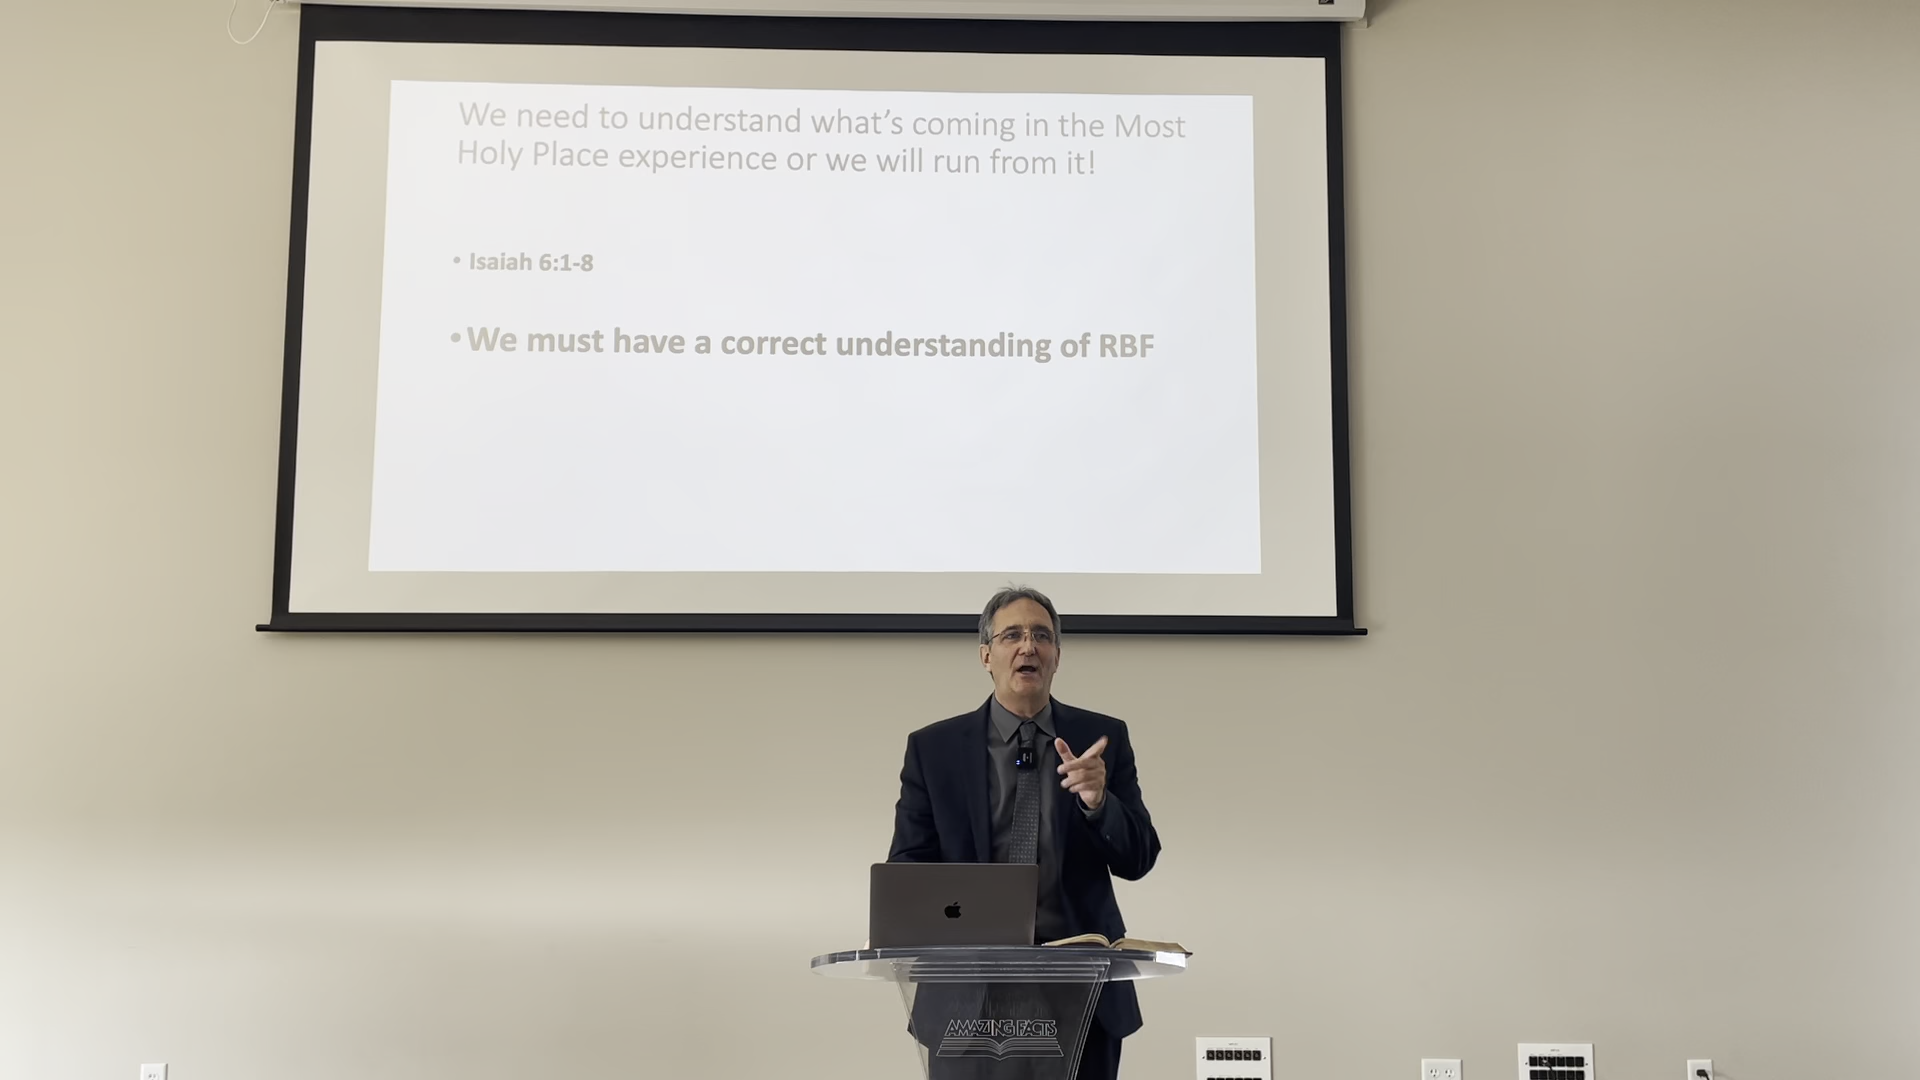 We need to understand what's coming in the Most
Holy Place experience or we will run from it!
• Isaiah 6:1-8
• We must have a correct understanding of RBF
AMAZING FACTS